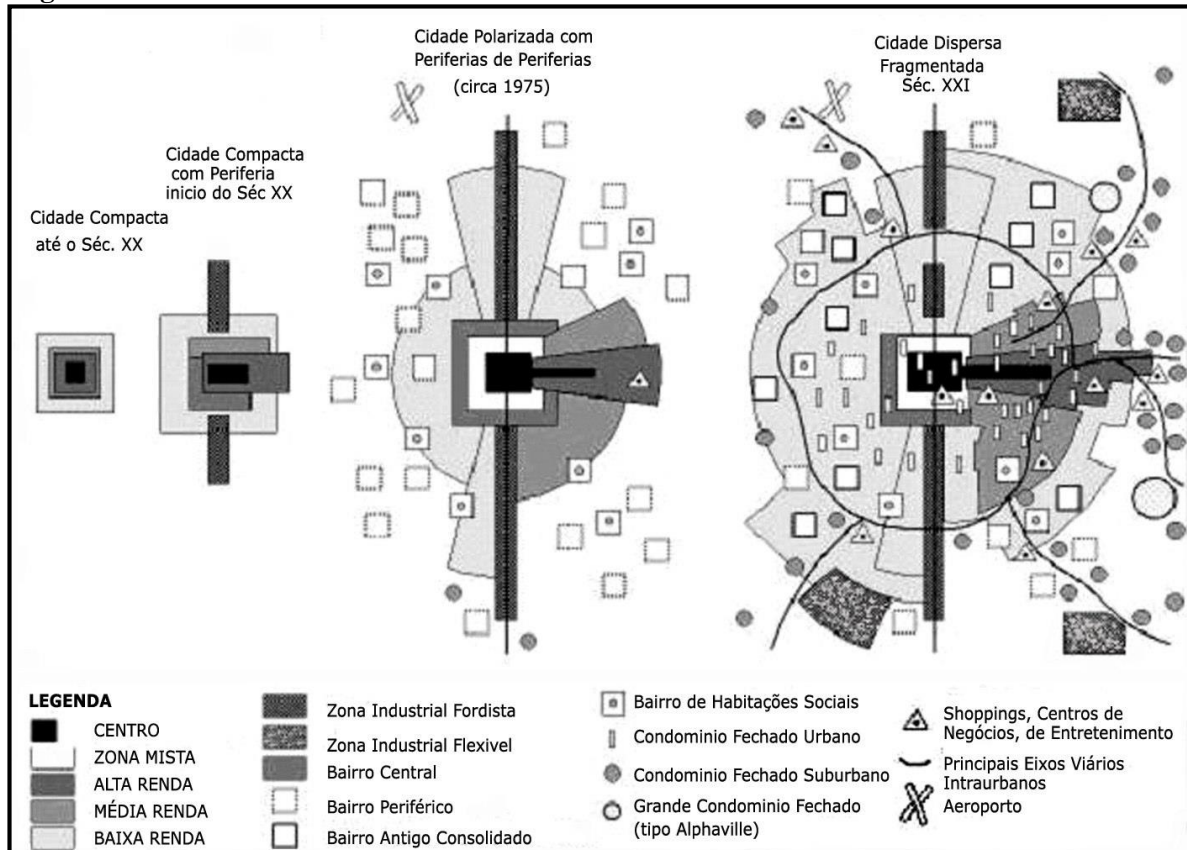 Cidade Polarizada com
Periferias de Periferias
(circa 1975)
Cidade Dispersa
Fragmentada
Séc. XXI
Cidade Compacta
com Periferia
inicio do Séc XX
Cidade Compacta
até o Séc. XX
LEGENDA
CENTRO
ZONA MISTA
ALTA RENDA
MÉDIA RENDA
BAIXA RENDA
Zona Industrial Fordista
Zona Industrial Flexivel
Bairro Central
Bairro Periférico
Bairro Antigo Consolidado
Bairro de Habitações Sociais
Condominio Fechado Urbano
Condominio Fechado Suburbano
Grande Condominio Fechado
(tipo Alphaville)
Shoppings, Centros de
Negócios, de Entretenimento
Principais Eixos Viários
Intraurbanos
Aeroporto